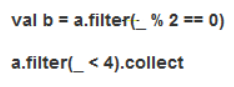 val b = a.filter(_ % 2 == 0)
a.filter(_ < 4).collect